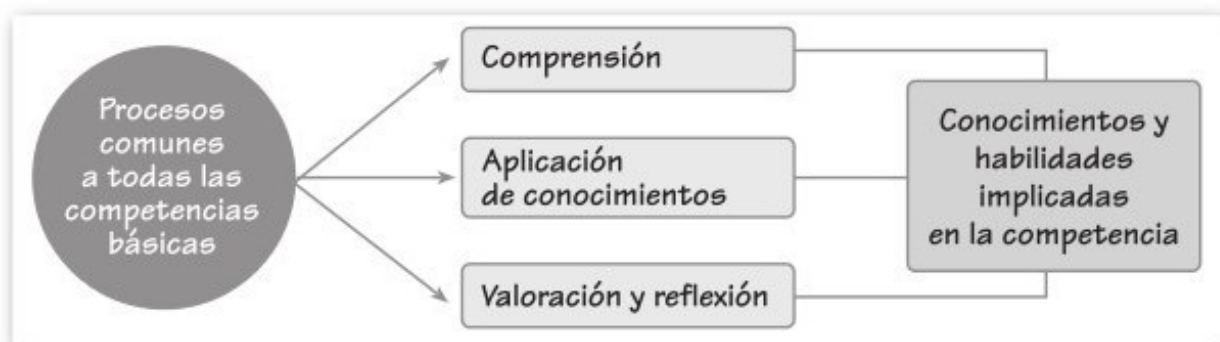 Procesos
comunes
a todas las
competencias
básicas
Comprensión
Aplicación
de conocimientos
Valoración y reflexión
Conocimientos y
habilidades
implicadas
en la competencia